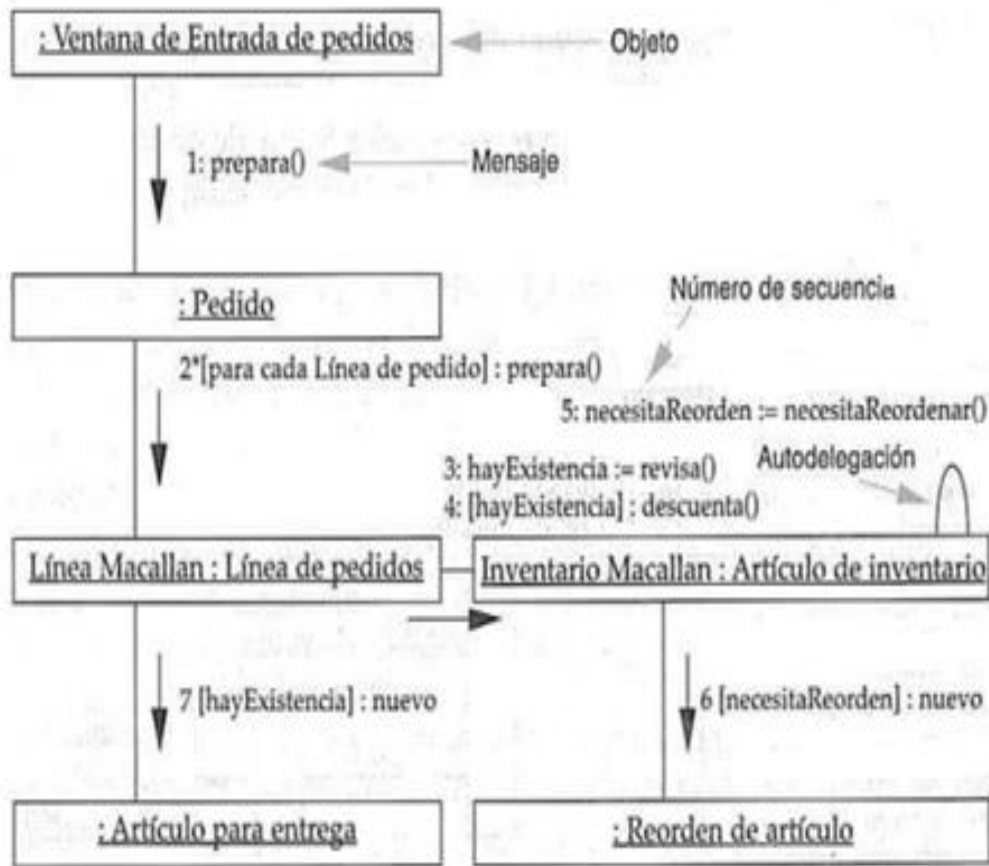 : Ventana de Entrada de pedidos
Objeto
1: prepara()
Mensaje
: Pedido
Número de secuencia
2*[para cada Línea de pedido] : prepara()
5: necesitaReorden := necesitaReordenar()
3: hayExistencia := revisa()
Autodelegación
4: [hayExistencia] : descuenta()
Línea Macallan : Línea de pedidos
Inventario Macallan : Artículo de inventario
7 [hayExistencia] : nuevo
6 [necesitaReorden] : nuevo
: Artículo para entrega
: Reorden de artículo